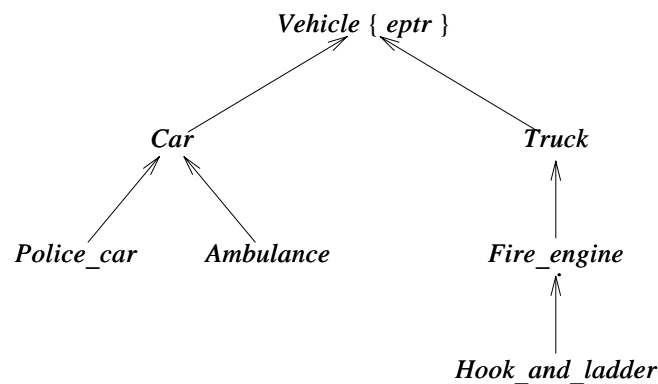 Vehicle { eptr }
Car Truck
Police_car Ambulance Fire_engine
Hook_and_ladder